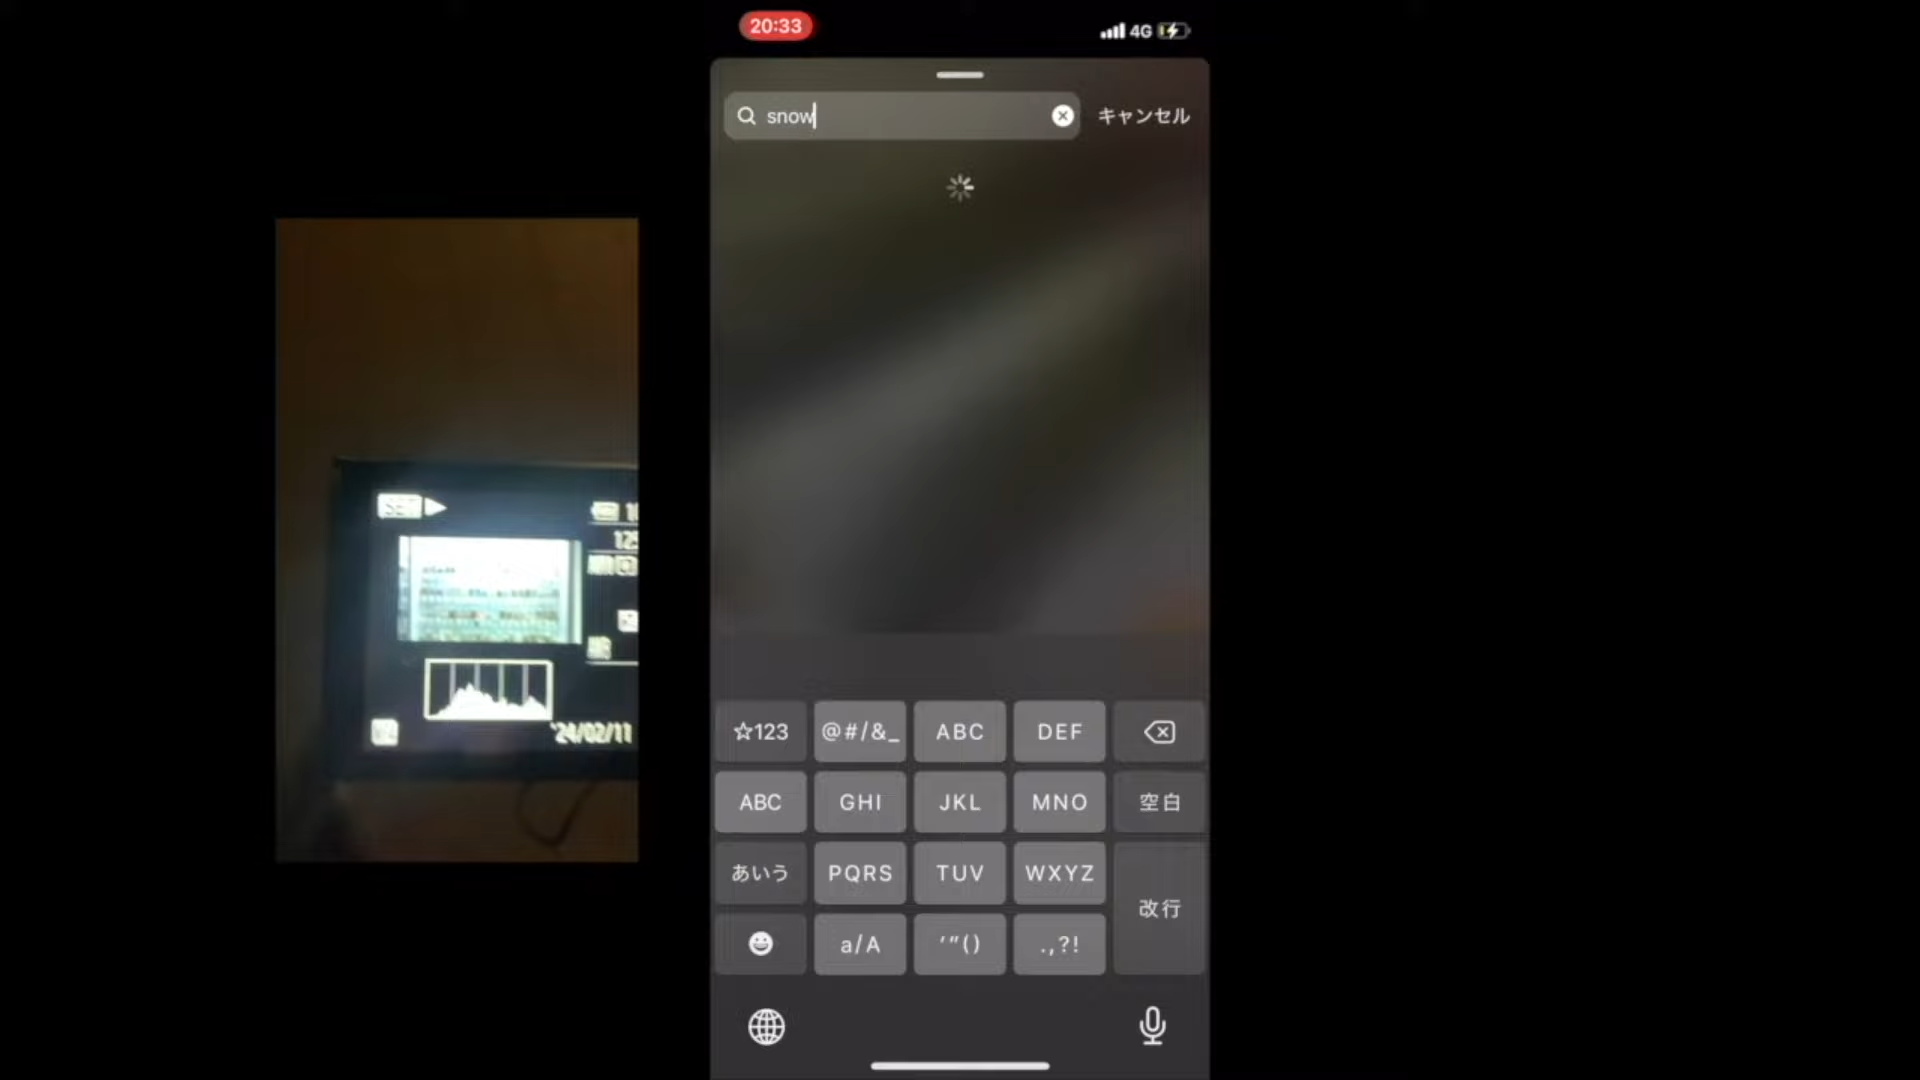 20:33
4G
snow
キャンセル
SET
'24/02/11
☆123
@#/&_
ABC
DEF
ABC
GHI
JKL
MNO
空白
あいう
PQRS
TUV
WXYZ
改行
a/A
'"()
.,?!